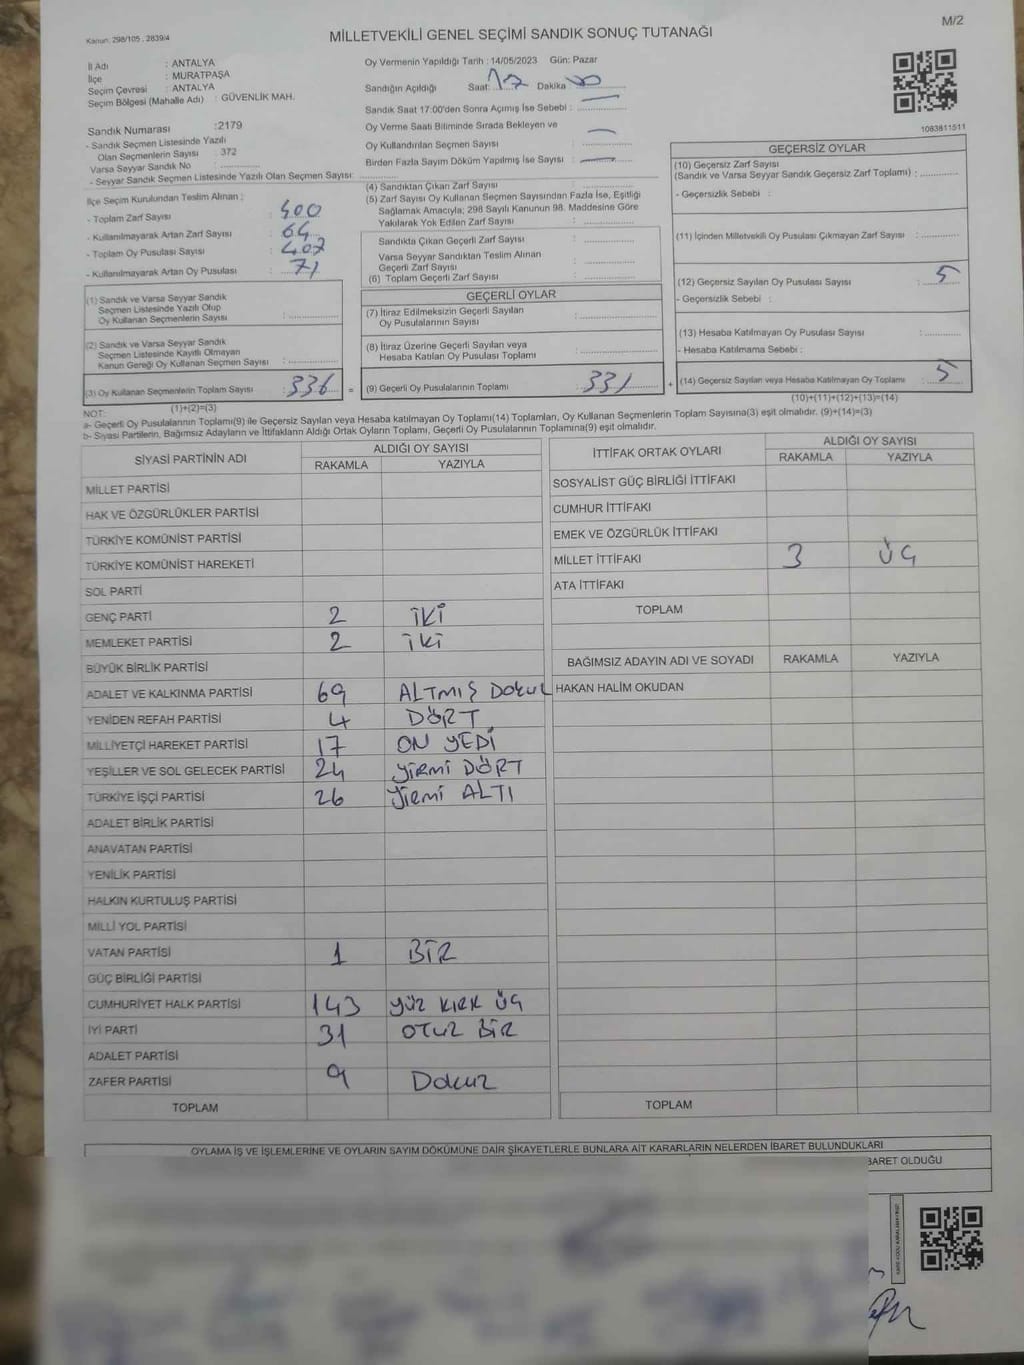 M/2
Kanun: 298/105, 2839/4
MİLLETVEKİLİ GENEL SEÇİMİ SANDIK SONUÇ TUTANAĞI
İl Adı : ANTALYA
İlçe : MURATPAŞA
Seçim Çevresi : ANTALYA
Seçim Bölgesi (Mahalle Adı) : GÜVENLİK MAH.
Sandık Numarası :2179
- Sandık Seçmen Listesinde Yazılı
Olan Seçmenlerin Sayısı : 372
Varsa Seyyar Sandık No :
- Seyyar Sandık Seçmen Listesinde Yazılı Olan Seçmen Sayısı:
İlçe Seçim Kurulundan Teslim Alınan ;
- Toplam Zarf Sayısı : 400
- Kullanılmayarak Artan Zarf Sayısı : 64
- Toplam Oy Pusulası Sayısı : 407
- Kullanılmayarak Artan Oy Pusulası : 71
(1) Sandık ve Varsa Seyyar Sandık
Seçmen Listesinde Yazılı Olup
Oy Kullanan Seçmenlerin Sayısı :
(2) Sandık ve Varsa Seyyar Sandık
Seçmen Listesinde Kayıtlı Olmayan
Kanun Gereği Oy Kullanan Seçmen Sayısı :
(3) Oy Kullanan Seçmenlerin Toplam Sayısı : 336 =
(1)+(2)=(3)
Oy Vermenin Yapıldığı Tarih : 14/05/2023 Gün: Pazar
Sandığın Açıldığı Saat: 17 Dakika: 00
Sandık Saat 17:00'den Sonra Açılmış İse Sebebi :
Oy Verme Saati Bitiminde Sırada Bekleyen ve
Oy Kullandırılan Seçmen Sayısı :
Birden Fazla Sayım Döküm Yapılmış İse Sayısı :
(4) Sandıktan Çıkan Zarf Sayısı :
(5) Zarf Sayısı Oy Kullanan Seçmen Sayısından Fazla İse, Eşitliği
Sağlamak Amacıyla; 298 Sayılı Kanunun 98. Maddesine Göre
Yakılarak Yok Edilen Zarf Sayısı :
Sandıkta Çıkan Geçerli Zarf Sayısı :
Varsa Seyyar Sandıktan Teslim Alınan
Geçerli Zarf Sayısı :
(6) Toplam Geçerli Zarf Sayısı :
GEÇERLİ OYLAR
(7) İtiraz Edilmeksizin Geçerli Sayılan
Oy Pusulalarının Sayısı :
(8) İtiraz Üzerine Geçerli Sayılan veya
Hesaba Katılan Oy Pusulası Toplamı :
(9) Geçerli Oy Pusulalarının Toplamı : 331 +
1083811511
GEÇERSİZ OYLAR
(10) Geçersiz Zarf Sayısı
(Sandık ve Varsa Seyyar Sandık Geçersiz Zarf Toplamı) :
- Geçersizlik Sebebi :
(11) İçinden Milletvekili Oy Pusulası Çıkmayan Zarf Sayısı :
(12) Geçersiz Sayılan Oy Pusulası Sayısı : 5
- Geçersizlik Sebebi :
(13) Hesaba Katılmayan Oy Pusulası Sayısı :
- Hesaba Katılmama Sebebi :
(14) Geçersiz Sayılan veya Hesaba Katılmayan Oy Toplamı : 5
(10)+(11)+(12)+(13)=(14)
NOT:
a- Geçerli Oy Pusulalarının Toplamı(9) ile Geçersiz Sayılan veya Hesaba katılmayan Oy Toplamı(14) Toplamları, Oy Kullanan Seçmenlerin Toplam Sayısına(3) eşit olmalıdır. (9)+(14)=(3)
b- Siyasi Partilerin, Bağımsız Adayların ve İttifakların Aldığı Ortak Oyların Toplamı, Geçerli Oy Pusulalarının Toplamına(9) eşit olmalıdır.
SİYASİ PARTİNİN ADI ALDIĞI OY SAYISI
RAKAMLA YAZIYLA
MİLLET PARTİSİ
HAK VE ÖZGÜRLÜKLER PARTİSİ
TÜRKİYE KOMÜNİST PARTİSİ
TÜRKİYE KOMÜNİST HAREKETİ
SOL PARTİ
GENÇ PARTİ 2 İKİ
MEMLEKET PARTİSİ 2 İKİ
BÜYÜK BİRLİK PARTİSİ
ADALET VE KALKINMA PARTİSİ 69 ALTMIŞ DOKUZ
YENİDEN REFAH PARTİSİ 4 DÖRT
MİLLİYETÇİ HAREKET PARTİSİ 17 ON YEDİ
YEŞİLLER VE SOL GELECEK PARTİSİ 24 YİRMİ DÖRT
TÜRKİYE İŞÇİ PARTİSİ 26 YİRMİ ALTI
ADALET BİRLİK PARTİSİ
ANAVATAN PARTİSİ
YENİLİK PARTİSİ
HALKIN KURTULUŞ PARTİSİ
MİLLİ YOL PARTİSİ
VATAN PARTİSİ 1 BİR
GÜÇ BİRLİĞİ PARTİSİ
CUMHURİYET HALK PARTİSİ 143 YÜZ KIRK ÜÇ
İYİ PARTİ 31 OTUZ BİR
ADALET PARTİSİ
ZAFER PARTİSİ 9 DOKUZ
TOPLAM
İTTİFAK ORTAK OYLARI ALDIĞI OY SAYISI
RAKAMLA YAZIYLA
SOSYALİST GÜÇ BİRLİĞİ İTTİFAKI
CUMHUR İTTİFAKI
EMEK VE ÖZGÜRLÜK İTTİFAKI
MİLLET İTTİFAKI 3 ÜÇ
ATA İTTİFAKI
TOPLAM
BAĞIMSIZ ADAYIN ADI VE SOYADI RAKAMLA YAZIYLA
HAKAN HALİM OKUDAN
TOPLAM
OYLAMA İŞ VE İŞLEMLERİNE VE OYLARIN SAYIM DÖKÜMÜNE DAİR ŞİKAYETLERLE BUNLARA AİT KARARLARIN NELERDEN İBARET BULUNDUKLARI
BARET OLDUĞU